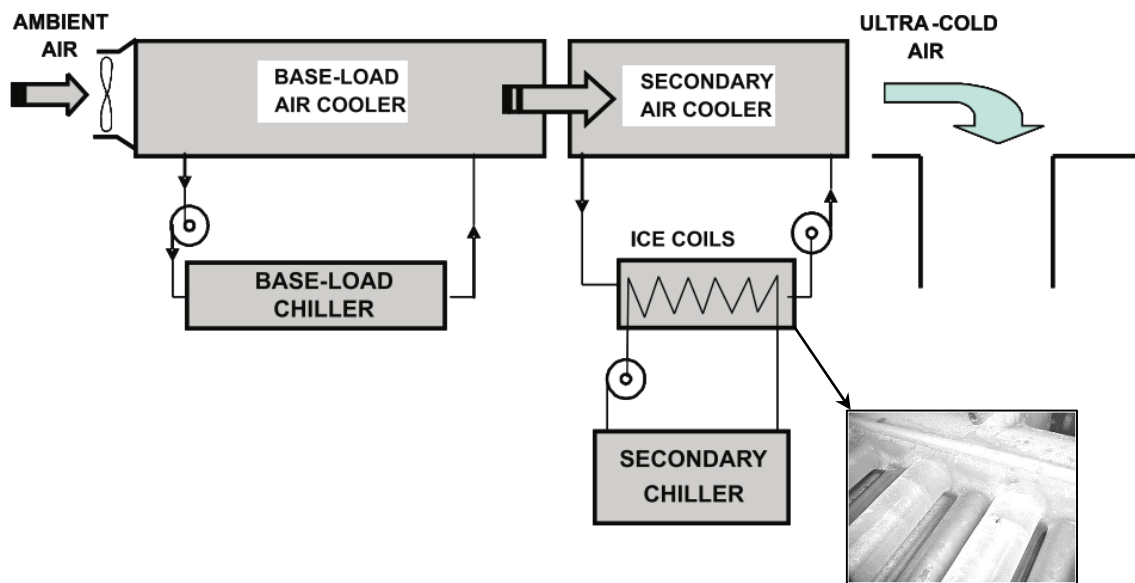 AMBIENT
AIR
BASE-LOAD
AIR COOLER
SECONDARY
AIR COOLER
ULTRA-COLD
AIR
ICE COILS
BASE-LOAD
CHILLER
SECONDARY
CHILLER